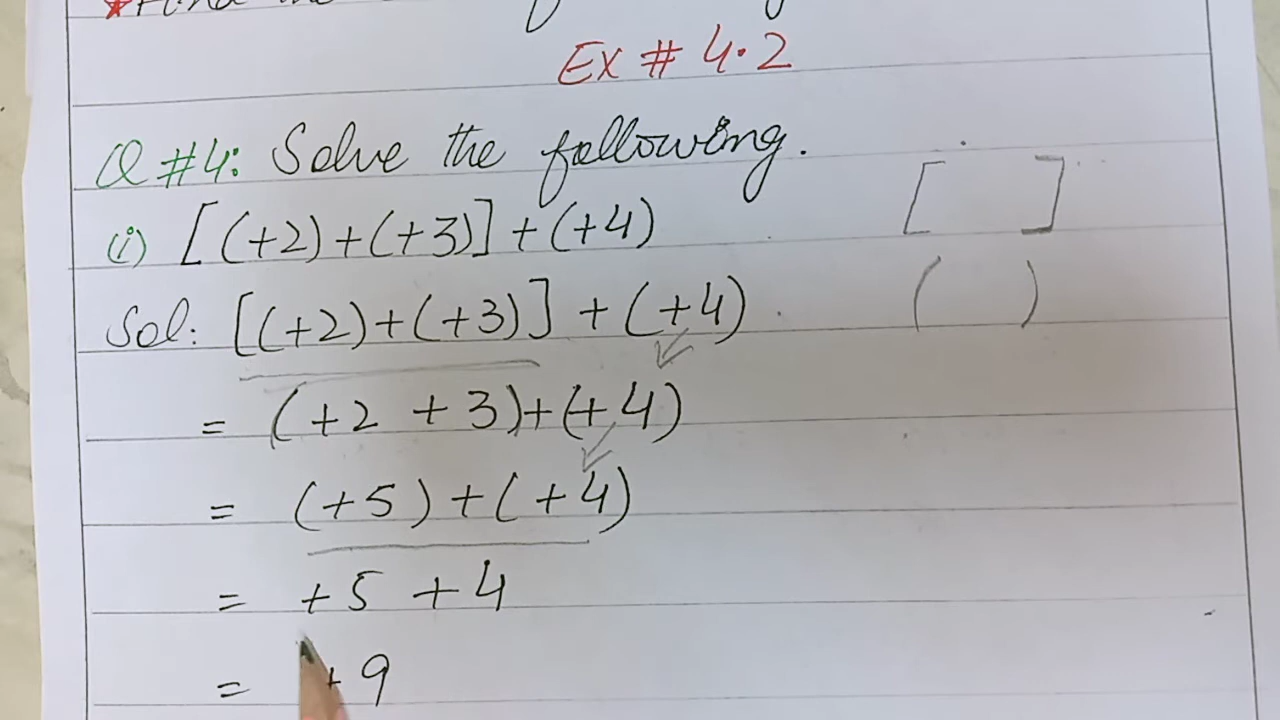 Ex # 4.2
Q #4: Solve the following.
(i) [(+2)+(+3)]+(+4)
[ ]
Sol: [(+2)+(+3)]+(+4)
( )
= (+2 +3)+(+4)
= (+5)+(+4)
= +5 +4
= +9